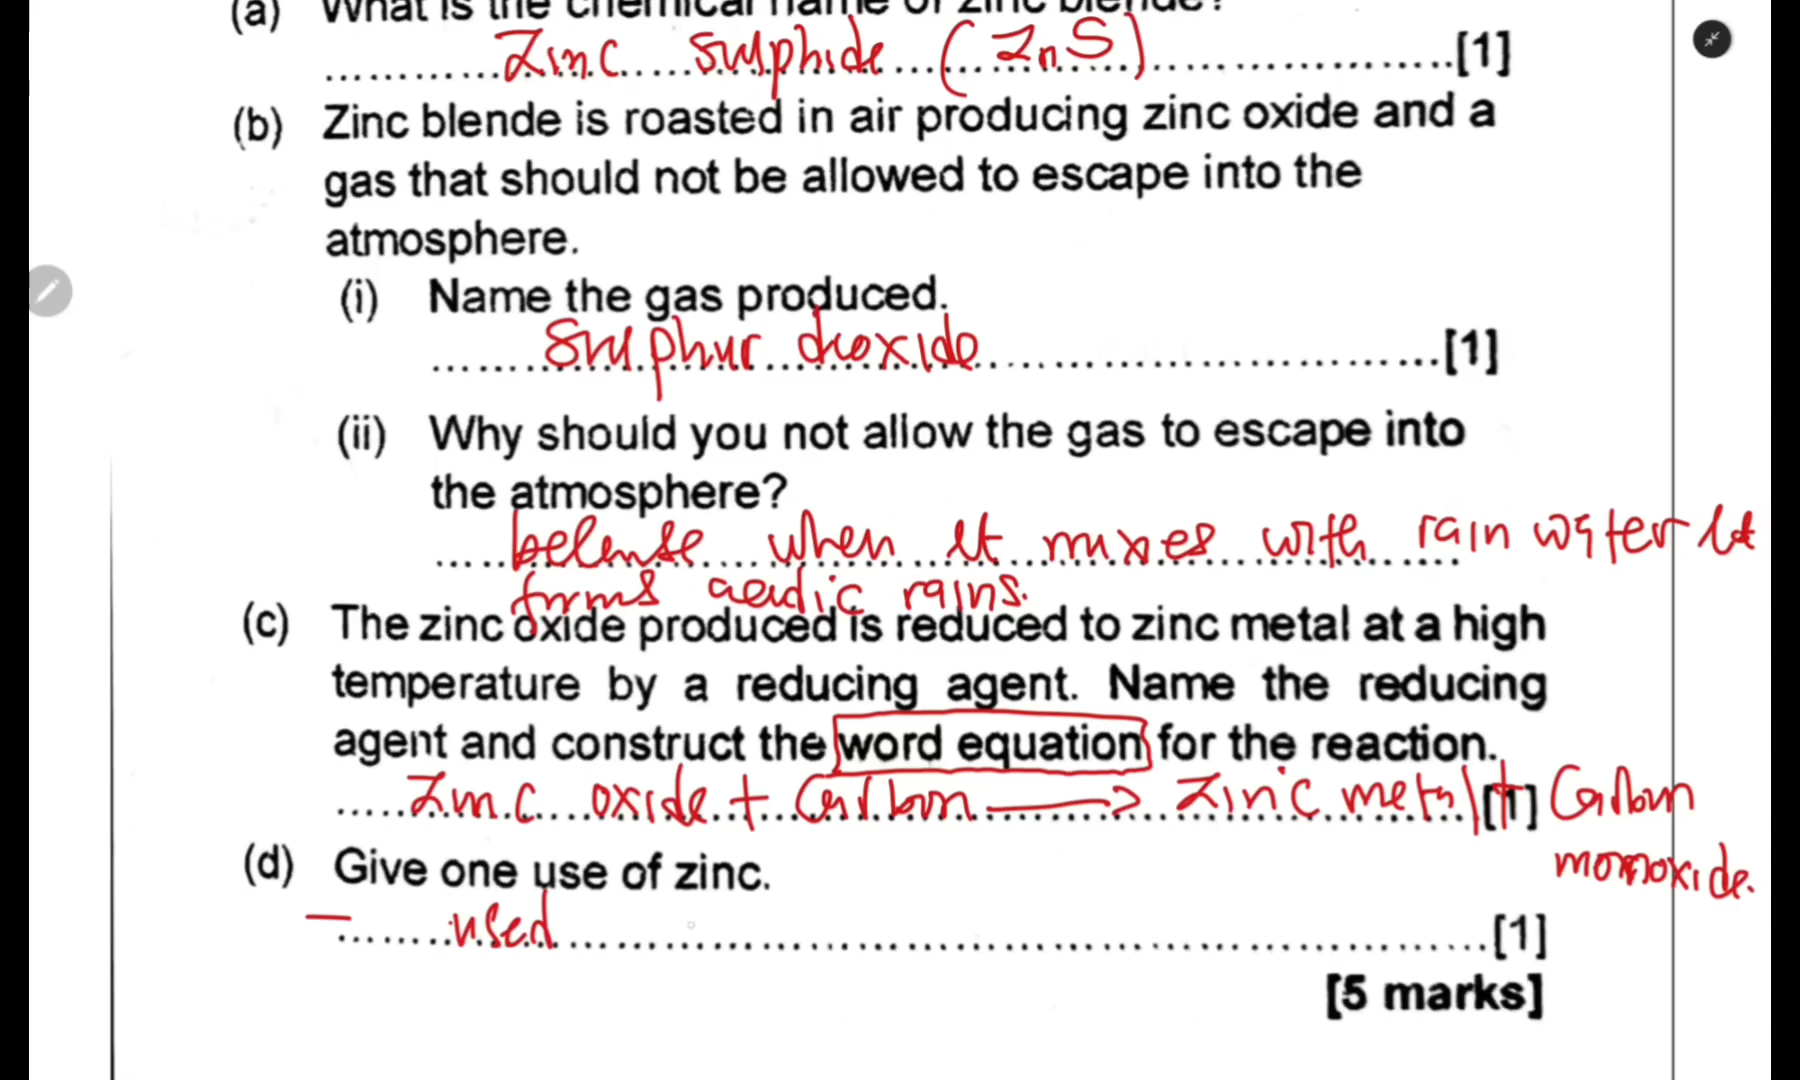 (a) What is the chemical name of zinc blende?
Zinc sulphide (ZnS) [1]
(b) Zinc blende is roasted in air producing zinc oxide and a
gas that should not be allowed to escape into the
atmosphere.
(i) Name the gas produced.
Sulphur dioxide [1]
(ii) Why should you not allow the gas to escape into
the atmosphere?
when it mixes with rain water it
forms acidic rains.
(c) The zinc oxide produced is reduced to zinc metal at a high
temperature by a reducing agent. Name the reducing
agent and construct the word equation for the reaction.
Zinc oxide + Carbon → Zinc metal + [1] Carbon
monoxide.
(d) Give one use of zinc.
– used [1]
[5 marks]